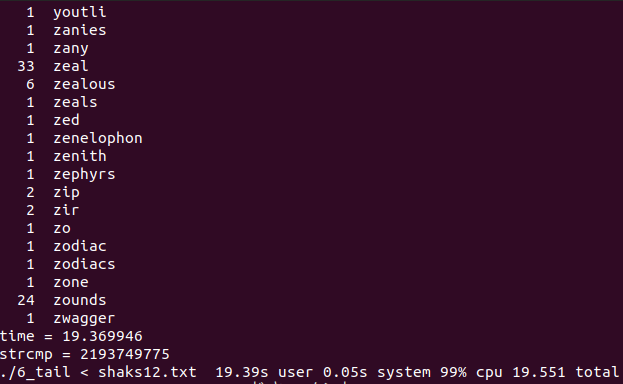 1 youtli
1 zanies
1 zany
33 zeal
6 zealous
1 zeals
1 zed
1 zenelophon
1 zenith
1 zephyrs
2 zip
2 zir
1 zo
1 zodiac
1 zodiacs
1 zone
24 zounds
1 zwagger
time = 19.369946
strcmp = 2193749775
./6_tail < shaks12.txt 19.39s user 0.05s system 99% cpu 19.551 total